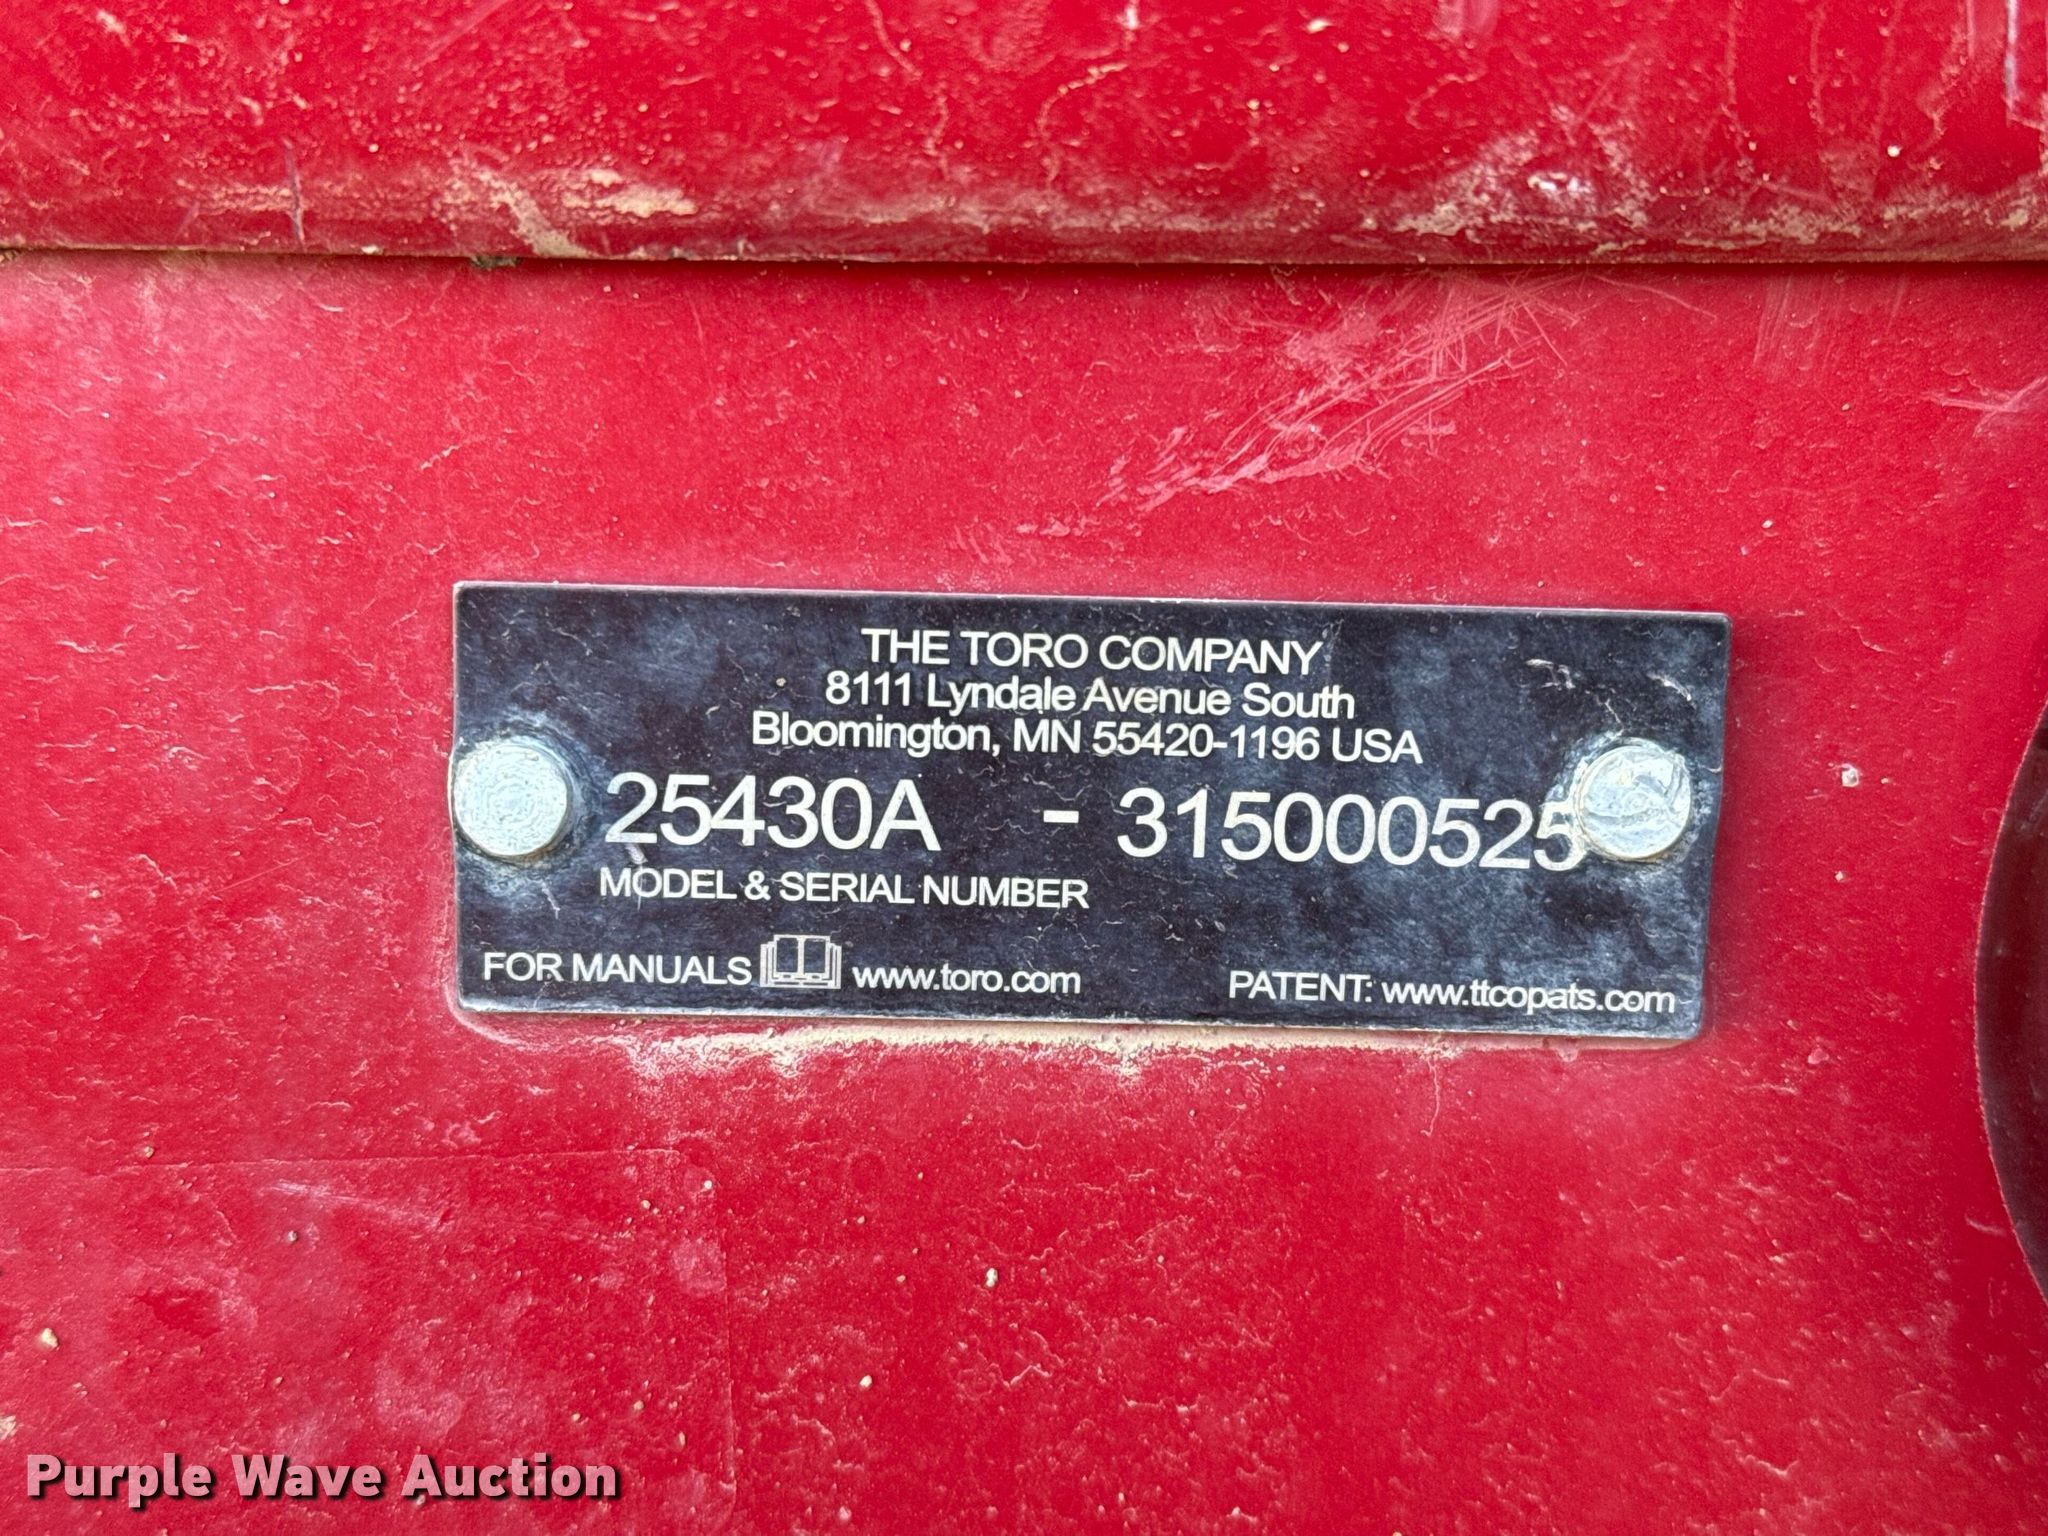 THE TORO COMPANY
8111 Lyndale Avenue South
Bloomington, MN 55420-1196 USA
25430A - 315000525
MODEL & SERIAL NUMBER
FOR MANUALS www.toro.com PATENT: www.ttcopats.com
Purple Wave Auction